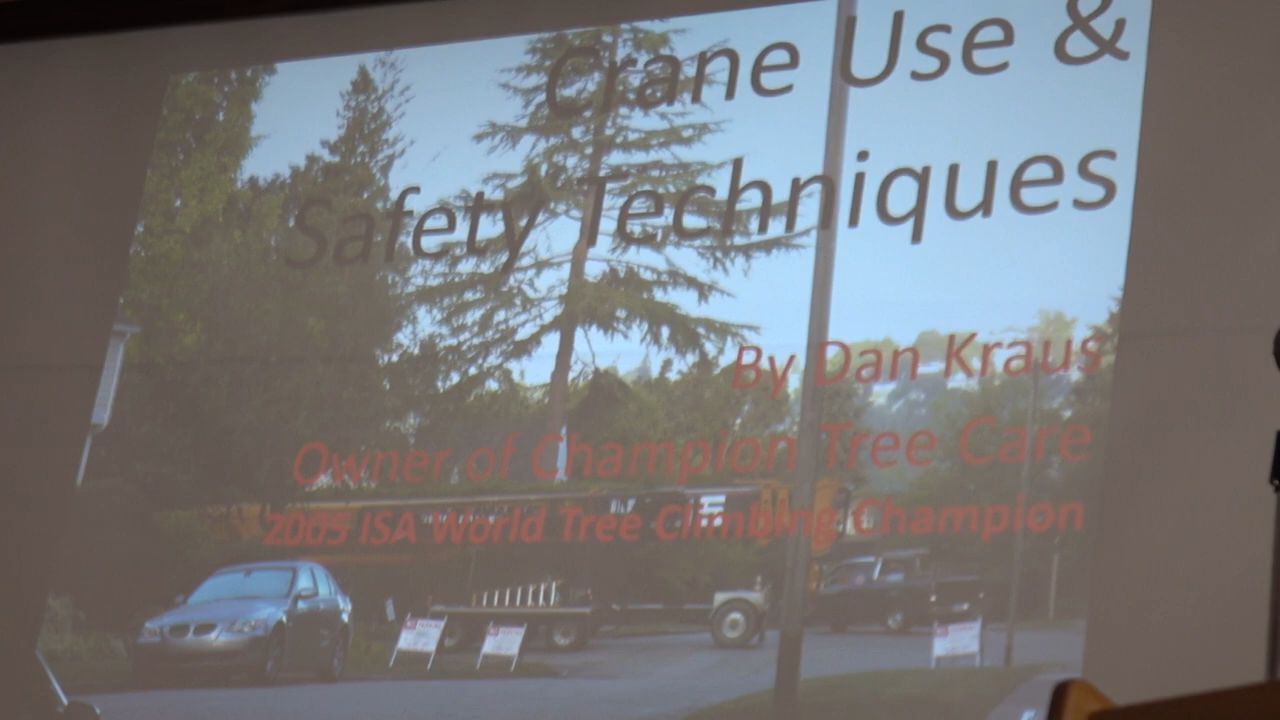 Crane Use &
Safety Techniques
By Dan Kraus
Owner of Champion Tree Care
2005 ISA World Tree Climbing Champion